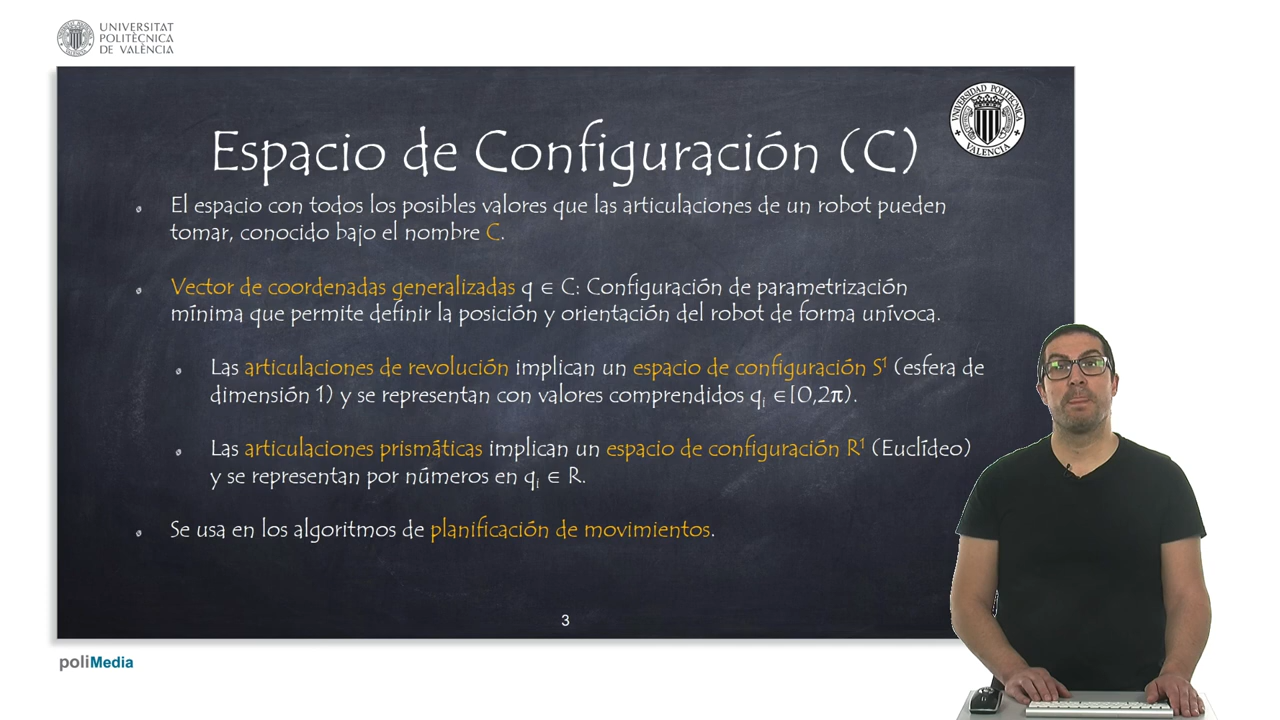 UNIVERSITAT
POLITÈCNICA
DE VALÈNCIA
UNIVERSIDAD POLITECNICA
VALENCIA
Espacio de Configuración (C)
El espacio con todos los posibles valores que las articulaciones de un robot pueden
tomar, conocido bajo el nombre C.
Vector de coordenadas generalizadas q ∈ C: Configuración de parametrización
mínima que permite definir la posición y orientación del robot de forma unívoca.
Las articulaciones de revolución implican un espacio de configuración S¹ (esfera de
dimensión 1) y se representan con valores comprendidos qᵢ ∈[0,2π).
Las articulaciones prismáticas implican un espacio de configuración R¹ (Euclídeo)
y se representan por números en qᵢ ∈ R.
Se usa en los algoritmos de planificación de movimientos.
3
poliMedia